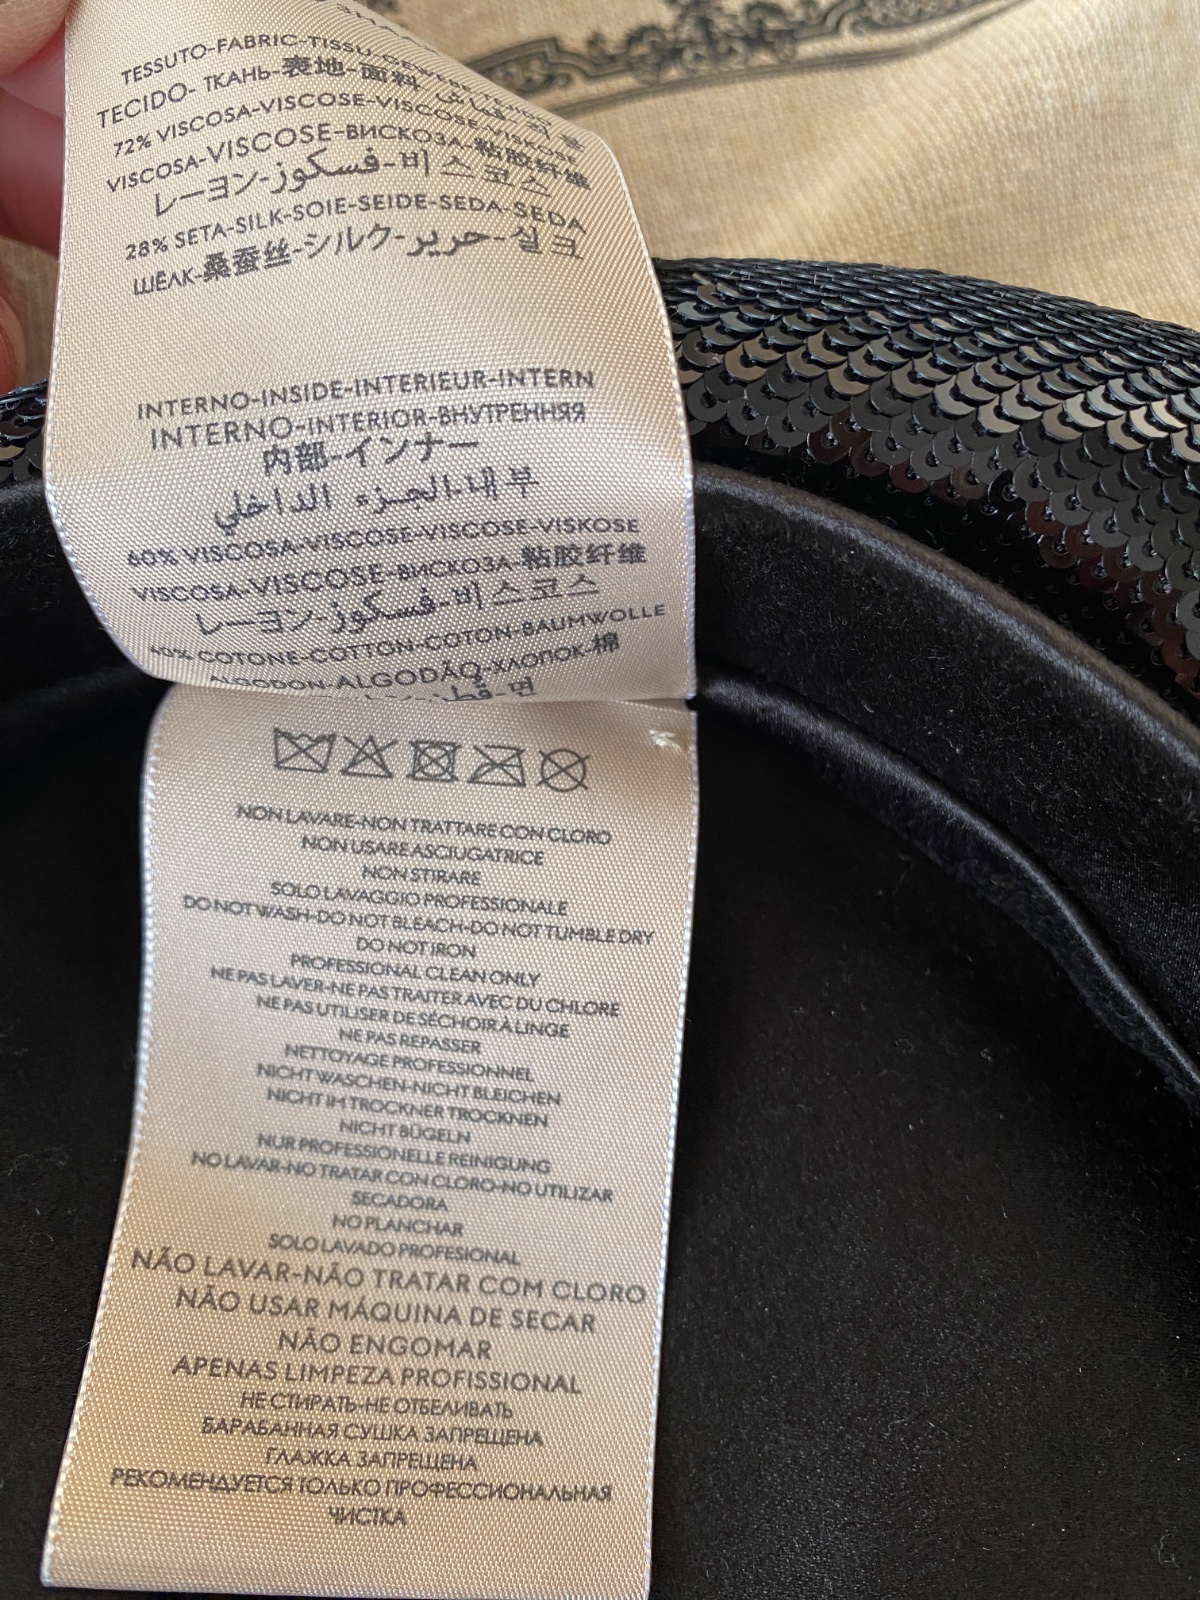 TESSUTO-FABRIC-TISSU-GEWEBE-TEJIDO
TECIDO- ТКАНЬ-表地-面料
72% VISCOSA-VISCOSE-VISCOSE-VISKOSE
VISCOSA-VISCOSE-ВИСКОЗА-粘胶纤维
レーヨン-فسكوز-비스코스
28% SETA-SILK-SOIE-SEIDE-SEDA-SEDA
ШЁЛК-桑蚕丝-シルク-حرير-실크
INTERNO-INSIDE-INTERIEUR-INTERN
INTERNO-INTERIOR-ВНУТРЕННЯЯ
内部-インナー
الجزء الداخلي-내부
60% VISCOSA-VISCOSE-VISCOSE-VISKOSE
VISCOSA-VISCOSE-ВИСКОЗА-粘胶纤维
レーヨン-فسكوز-비스코스
40% COTONE-COTTON-COTON-BAUMWOLLE
ALGODON-ALGODÃO-ХЛОПОК-棉
قطن-면
NON LAVARE-NON TRATTARE CON CLORO
NON USARE ASCIUGATRICE
NON STIRARE
SOLO LAVAGGIO PROFESSIONALE
DO NOT WASH-DO NOT BLEACH-DO NOT TUMBLE DRY
DO NOT IRON
PROFESSIONAL CLEAN ONLY
NE PAS LAVER-NE PAS TRAITER AVEC DU CHLORE
NE PAS UTILISER DE SÉCHOIR À LINGE
NE PAS REPASSER
NETTOYAGE PROFESSIONNEL
NICHT WASCHEN-NICHT BLEICHEN
NICHT IM TROCKNER TROCKNEN
NICHT BÜGELN
NUR PROFESSIONELLE REINIGUNG
NO LAVAR-NO TRATAR CON CLORO-NO UTILIZAR
SECADORA
NO PLANCHAR
SOLO LAVADO PROFESIONAL
NÃO LAVAR-NÃO TRATAR COM CLORO
NÃO USAR MÁQUINA DE SECAR
NÃO ENGOMAR
APENAS LIMPEZA PROFISSIONAL
НЕ СТИРАТЬ-НЕ ОТБЕЛИВАТЬ
БАРАБАННАЯ СУШКА ЗАПРЕЩЕНА
ГЛАЖКА ЗАПРЕЩЕНА
РЕКОМЕНДУЕТСЯ ТОЛЬКО ПРОФЕССИОНАЛЬНАЯ
ЧИСТКА